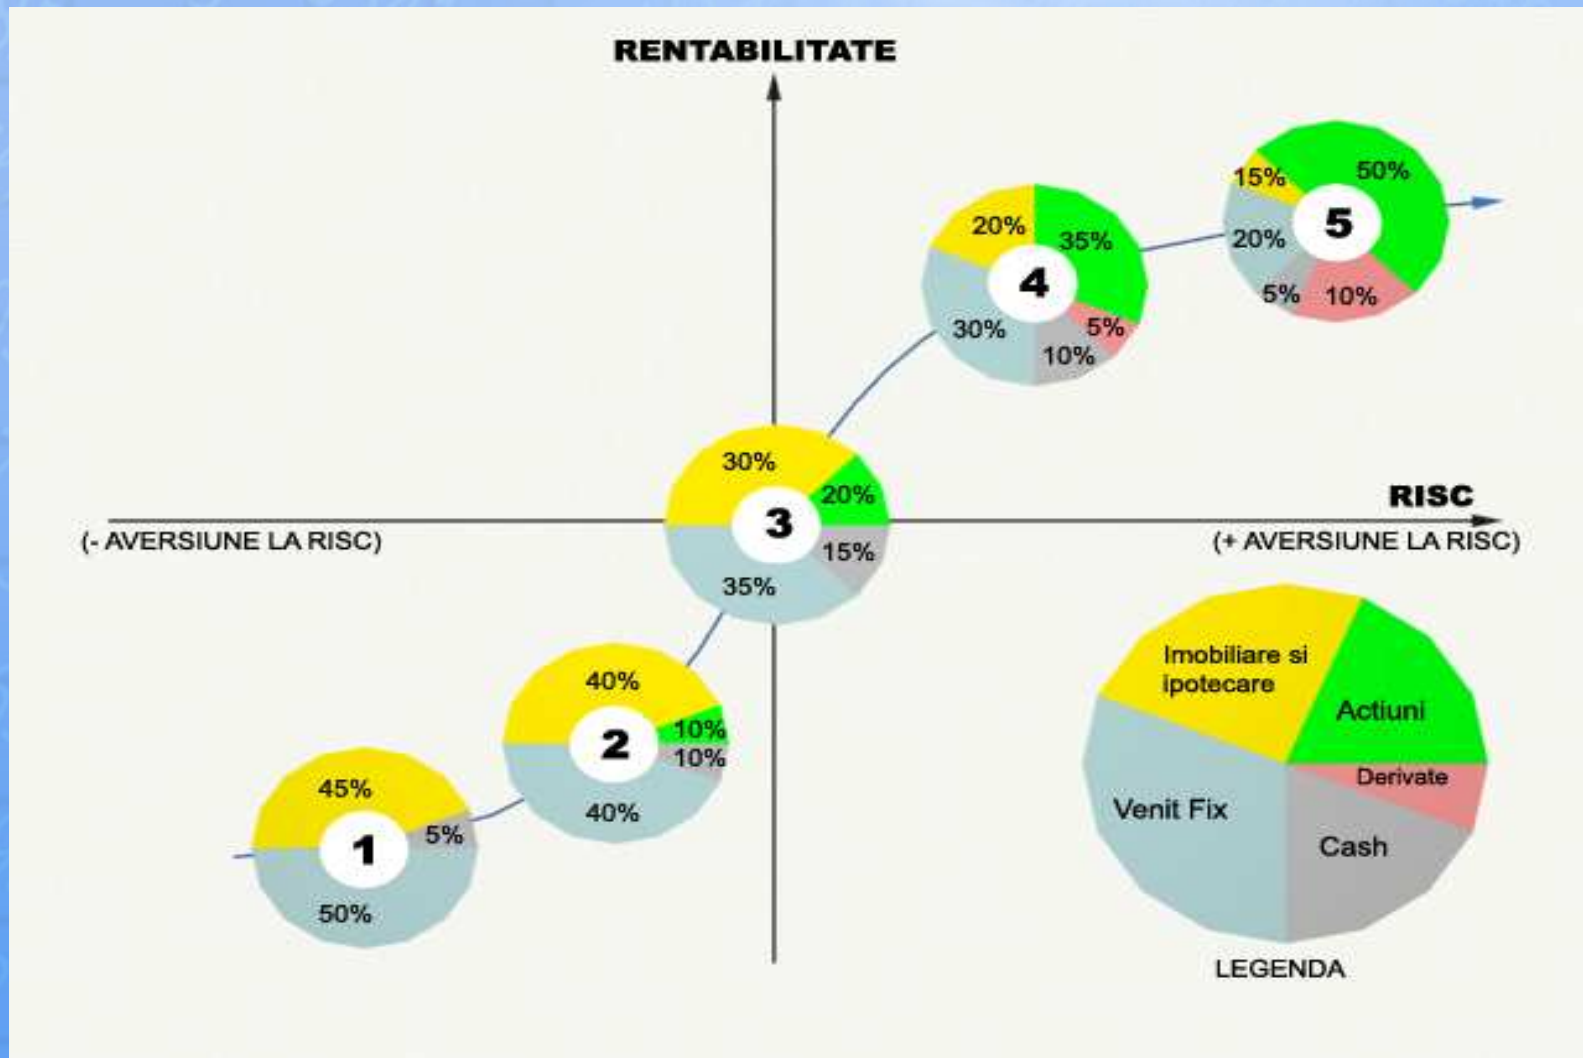 RENTABILITATE
50%
15%
5
20%
5%
10%
20%
35%
4
30%
5%
10%
30%
20%
3
15%
35%
RISC
(- AVERSIUNE LA RISC)
(+ AVERSIUNE LA RISC)
40%
10%
2
10%
40%
45%
5%
1
50%
Imobiliare si
ipotecare
Actiuni
Derivate
Venit Fix
Cash
LEGENDA